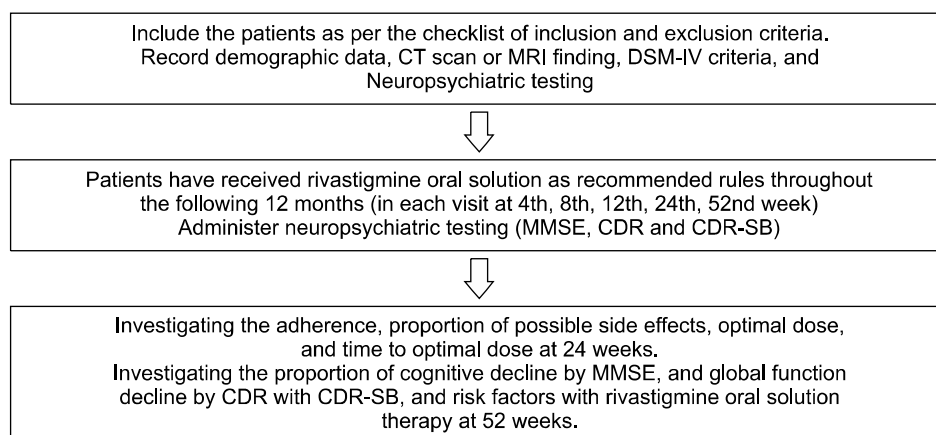 Include the patients as per the checklist of inclusion and exclusion criteria.
Record demographic data, CT scan or MRI finding, DSM-IV criteria, and
Neuropsychiatric testing
Patients have received rivastigmine oral solution as recommended rules throughout
the following 12 months (in each visit at 4th, 8th, 12th, 24th, 52nd week)
Administer neuropsychiatric testing (MMSE, CDR and CDR-SB)
Investigating the adherence, proportion of possible side effects, optimal dose,
and time to optimal dose at 24 weeks.
Investigating the proportion of cognitive decline by MMSE, and global function
decline by CDR with CDR-SB, and risk factors with rivastigmine oral solution
therapy at 52 weeks.